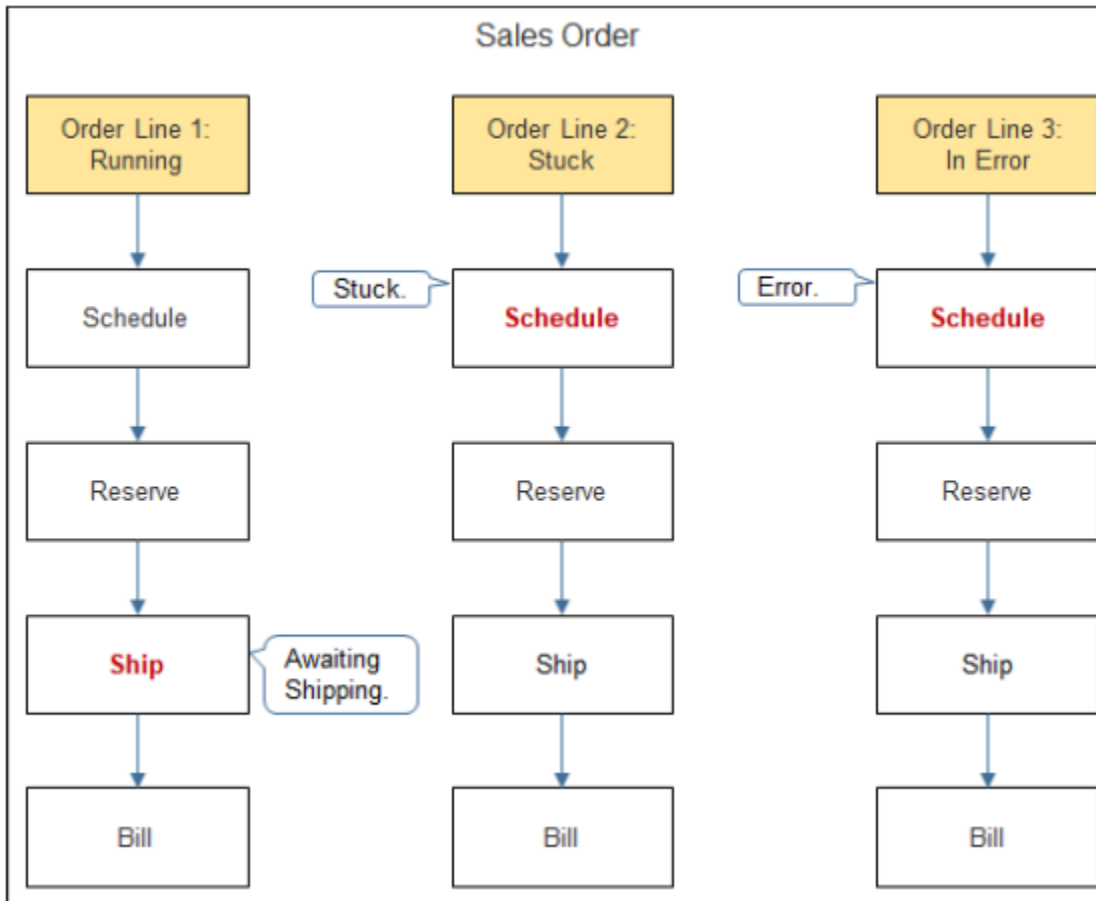 Sales Order
Order Line 1:
Running
Schedule
Reserve
Ship
Awaiting
Shipping.
Bill
Order Line 2:
Stuck
Stuck.
Schedule
Reserve
Ship
Bill
Order Line 3:
In Error
Error.
Schedule
Reserve
Ship
Bill